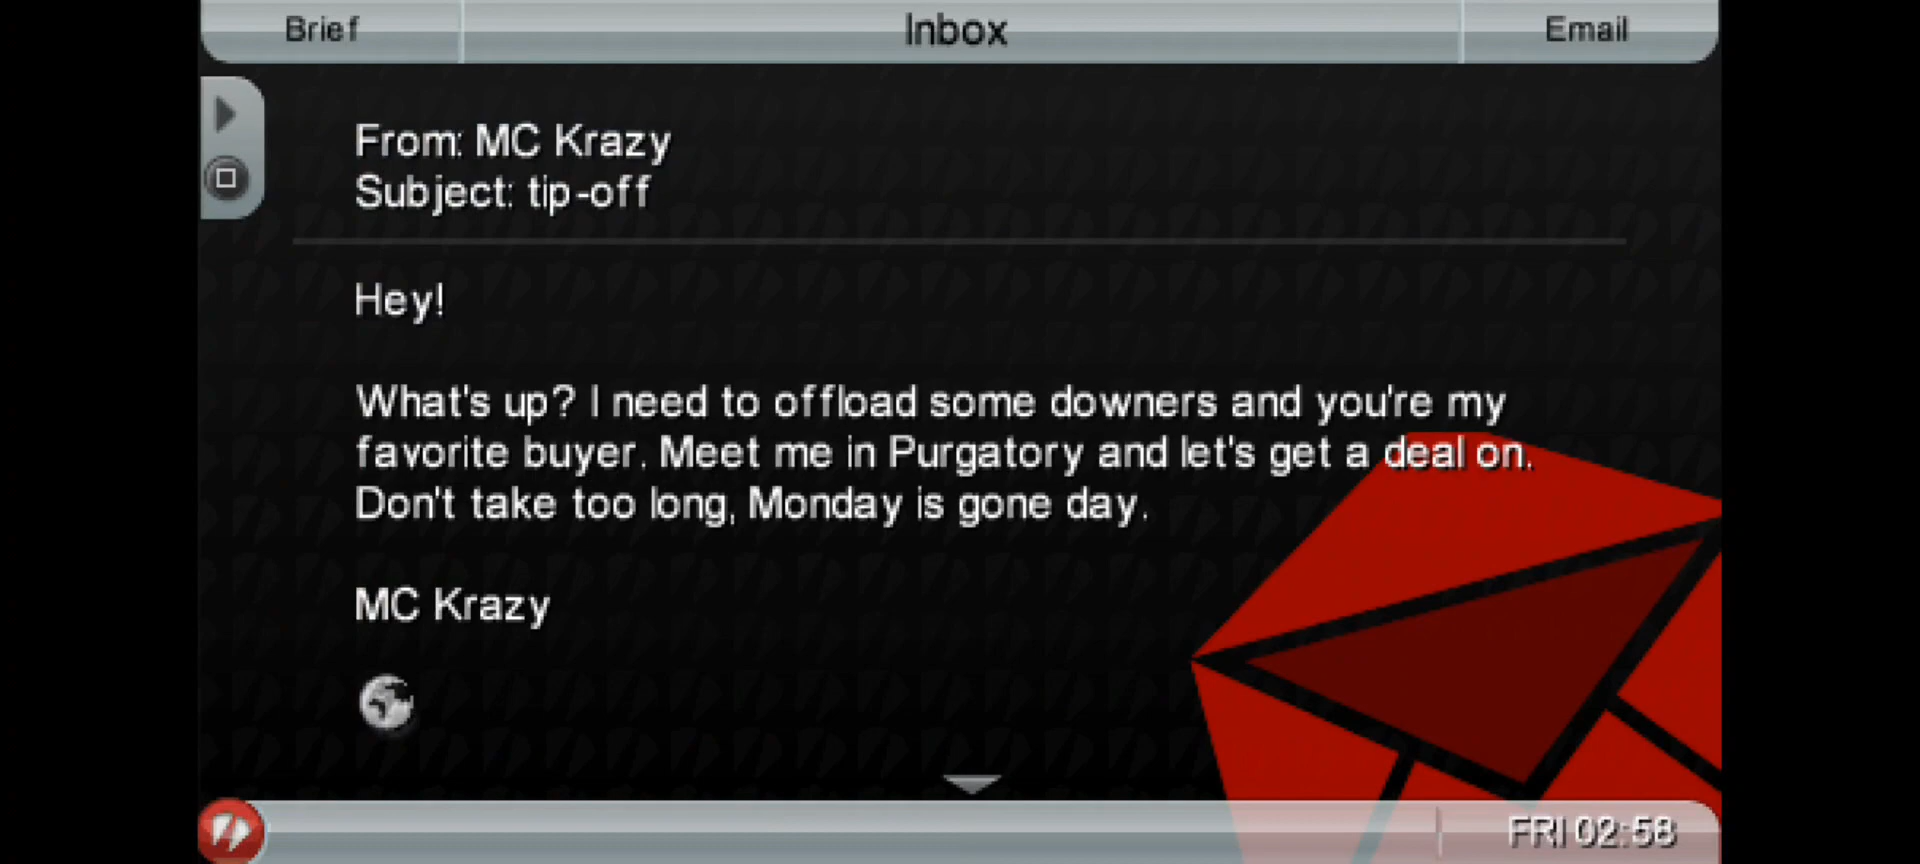 Brief Inbox Email
From: MC Krazy
Subject: tip-off
Hey!
What's up? I need to offload some downers and you're my
favorite buyer. Meet me in Purgatory and let's get a deal on.
Don't take too long, Monday is gone day.
MC Krazy
FRI 02:58